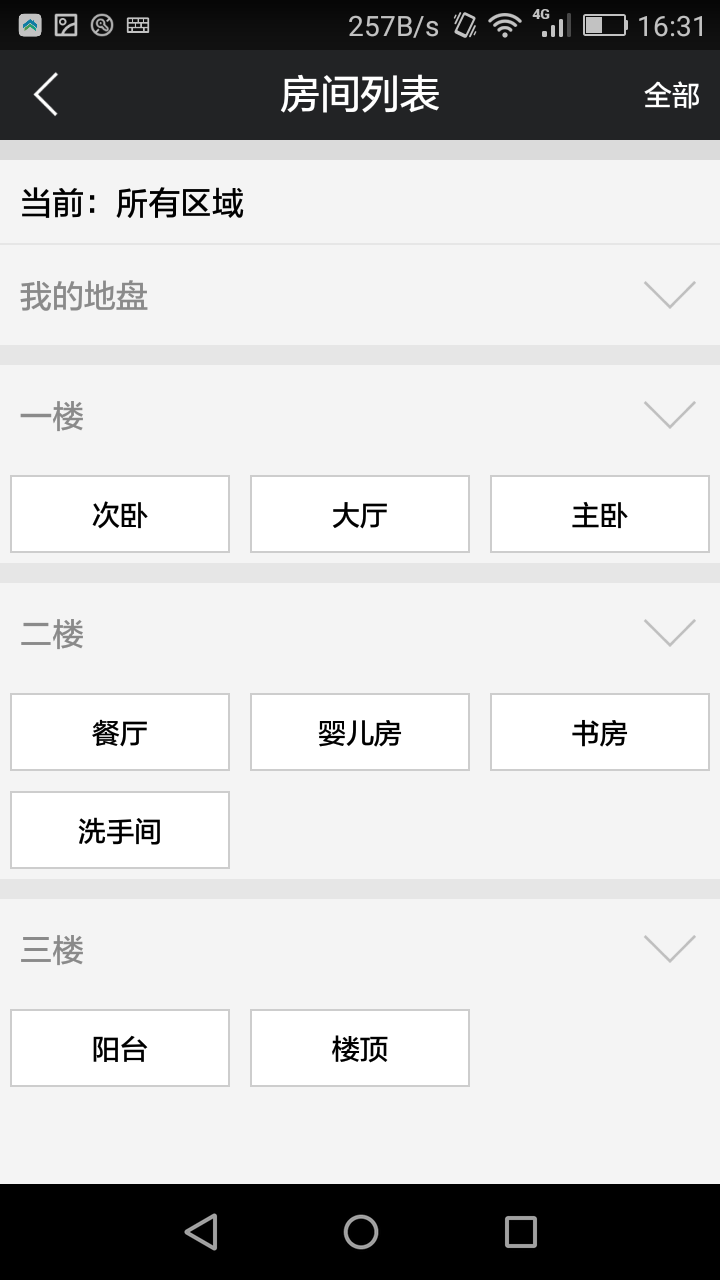 257B/s 4G 16:31
房间列表 全部
当前：所有区域
我的地盘
一楼
次卧 大厅 主卧
二楼
餐厅 婴儿房 书房
洗手间
三楼
阳台 楼顶